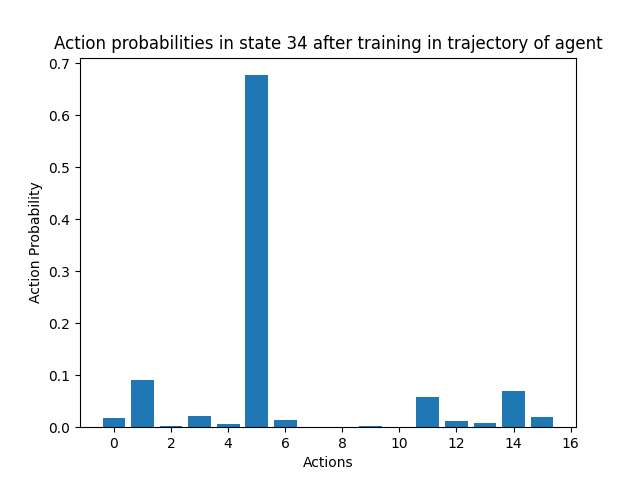 Action probabilities in state 34 after training in trajectory of agent
0.7
0.6
0.5
0.4
0.3
0.2
0.1
0.0
Action Probability
0 2 4 6 8 10 12 14 16
Actions